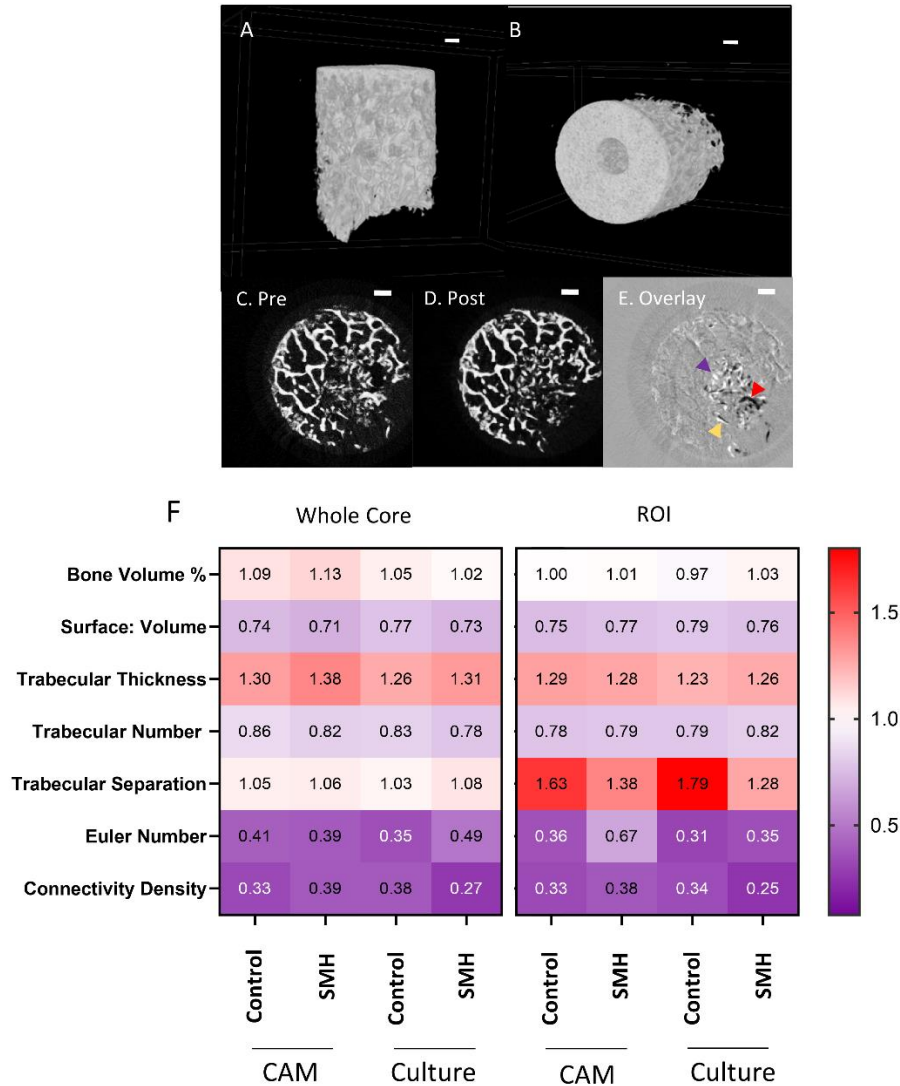 A
B
C. Pre
D. Post
E. Overlay
F
Whole Core
ROI
Bone Volume % 1.09 1.13 1.05 1.02 1.00 1.01 0.97 1.03
Surface: Volume 0.74 0.71 0.77 0.73 0.75 0.77 0.79 0.76
Trabecular Thickness 1.30 1.38 1.26 1.31 1.29 1.28 1.23 1.26
Trabecular Number 0.86 0.82 0.83 0.78 0.78 0.79 0.79 0.82
Trabecular Separation 1.05 1.06 1.03 1.08 1.63 1.38 1.79 1.28
Euler Number 0.41 0.39 0.35 0.49 0.36 0.67 0.31 0.35
Connectivity Density 0.33 0.39 0.38 0.27 0.33 0.38 0.34 0.25
1.5
1.0
0.5
Control SMH Control SMH Control SMH Control SMH
CAM Culture CAM Culture